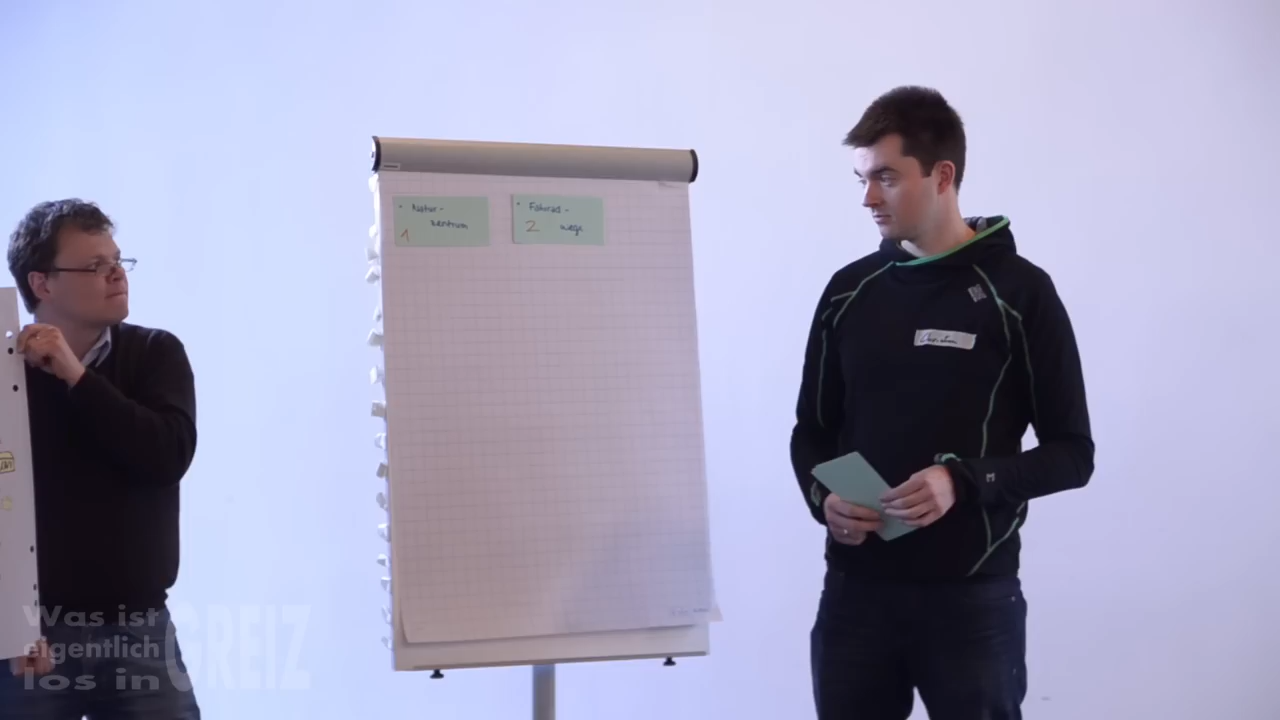 • Natur-
zentrum
1
• Fahrrad-
2 wege
Was ist
eigentlich
los in
GREIZ